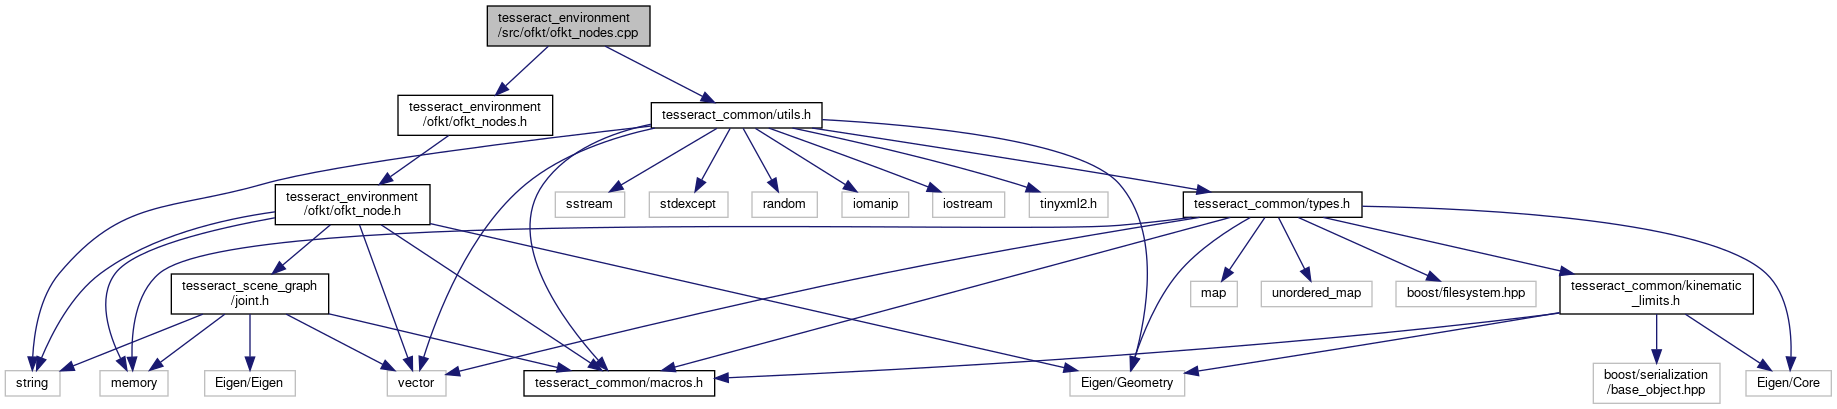 tesseract_environment
/src/ofkt/ofkt_nodes.cpp
tesseract_environment
/ofkt/ofkt_nodes.h
tesseract_common/utils.h
tesseract_environment
/ofkt/ofkt_node.h
sstream
stdexcept
random
iomanip
iostream
tinyxml2.h
tesseract_common/types.h
tesseract_scene_graph
/joint.h
map
unordered_map
boost/filesystem.hpp
tesseract_common/kinematic
_limits.h
string
memory
Eigen/Eigen
vector
tesseract_common/macros.h
Eigen/Geometry
boost/serialization
/base_object.hpp
Eigen/Core